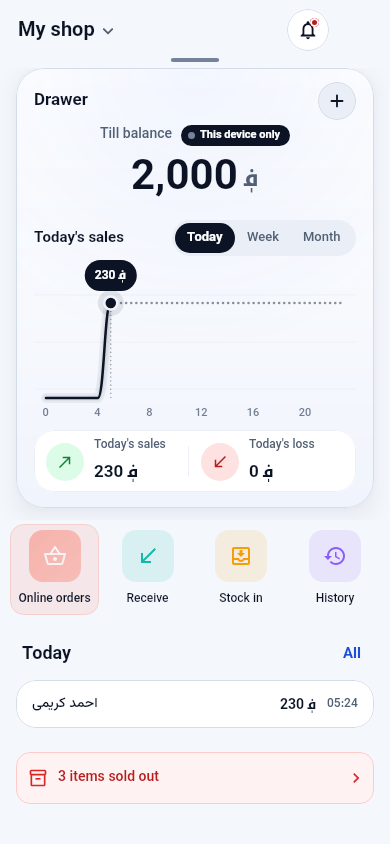 My shop
Drawer
Till balance
This device only
2,000 ؋
Today's sales
Today Week Month
230 ؋
0 4 8 12 16 20
Today's sales
230 ؋
Today's loss
0 ؋
Online orders
Receive
Stock in
History
Today
All
احمد کریمی
230 ؋
05:24
3 items sold out